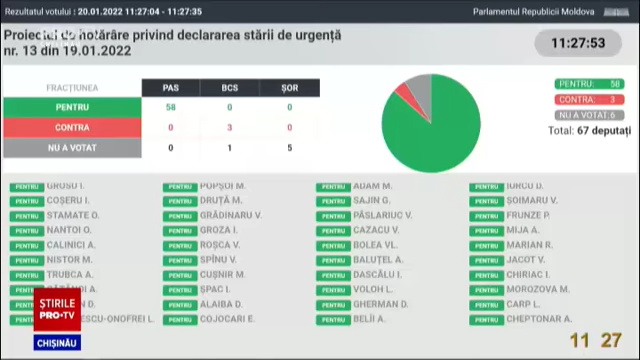 Rezultatul votului : 20.01.2022 11:27:04 - 11:27:35
Parlamentul Republicii Moldova
Proiectul de hotărâre privind declararea stării de urgență
nr. 13 din 19.01.2022
11:27:53
FRACȚIUNEA PAS BCS ȘOR
PENTRU 58 0 0
CONTRA 0 3 0
NU A VOTAT 0 1 5
PENTRU: 58
CONTRA: 3
NU A VOTAT: 6
Total: 67 deputați
PENTRU GROSU I. PENTRU POPȘOI M. PENTRU ADAM M. PENTRU IURCU D.
PENTRU COȘERU I. PENTRU DRUȚĂ M. PENTRU SAJIN G. PENTRU ȘOIMARU V.
PENTRU STAMATE O. PENTRU GRĂDINARU V. PENTRU PÂSLARIUC V. PENTRU FRUNZE P.
PENTRU NANTOI O. PENTRU GROZA I. PENTRU CAZACU V. PENTRU MIJA A.
PENTRU CALINICI A. PENTRU ROȘCA V. PENTRU BOLEA VL. PENTRU MARIAN R.
PENTRU NISTOR M. PENTRU SPÎNU V. PENTRU BALUȚEL A. PENTRU JACOT V.
PENTRU TRUBCA A. PENTRU CUȘNIR M. PENTRU DASCĂLU I. PENTRU CHIRIAC I.
PENTRU ȘPAC I. PENTRU VOLOH L. PENTRU MOROZOVA M.
PENTRU ALAIBA D. PENTRU GHERMAN D. PENTRU CARP L.
ESCU-ONOFREI L. PENTRU COJOCARI E. PENTRU BELÎI A. PENTRU CHEPTONAR A.
ȘTIRILE
PRO•TV
CHIȘINĂU
11 27